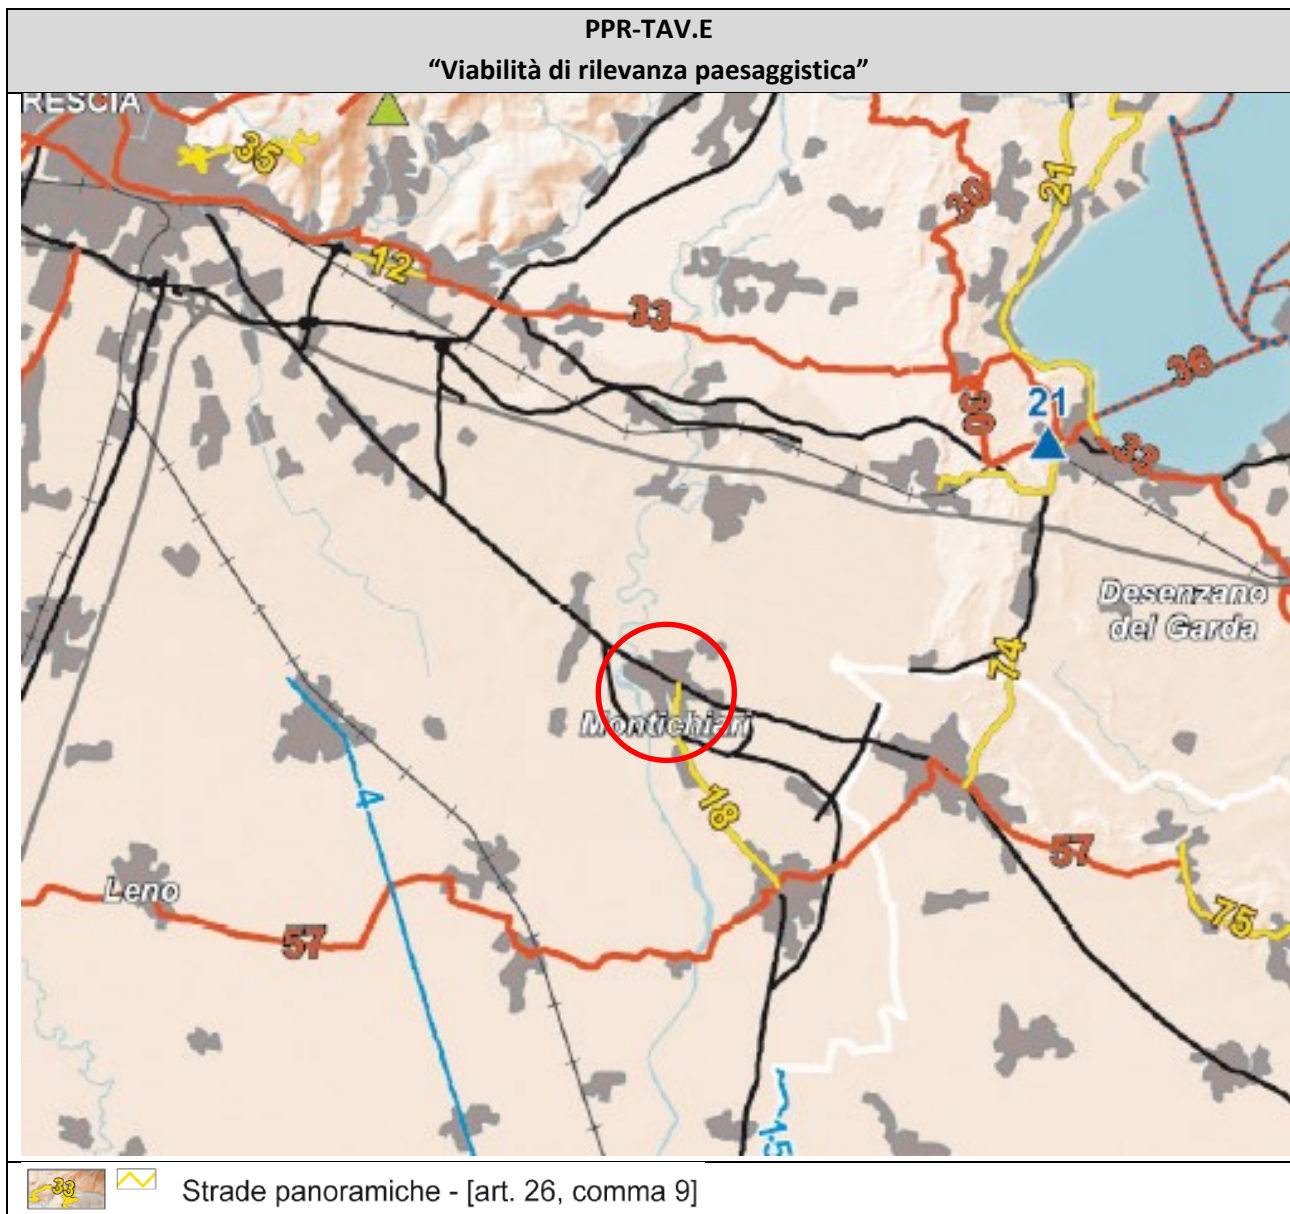 PPR-TAV.E
“Viabilità di rilevanza paesaggistica”
RESCIA
35
21
30
12
33
36
21
30
32
Desenzano
del Garda
74
Montichiari
4
18
57
Leno
75
57
15
33
Strade panoramiche - [art. 26, comma 9]